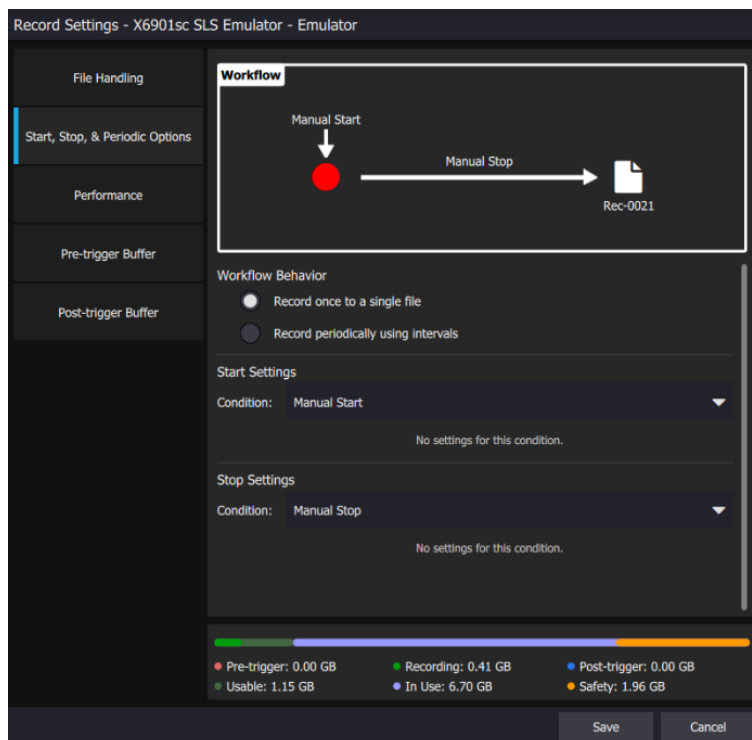 Record Settings - X6901sc SLS Emulator - Emulator
File Handling
Start, Stop, & Periodic Options
Performance
Pre-trigger Buffer
Post-trigger Buffer
Workflow
Manual Start
Manual Stop
Rec-0021
Workflow Behavior
Record once to a single file
Record periodically using intervals
Start Settings
Condition: Manual Start
No settings for this condition.
Stop Settings
Condition: Manual Stop
No settings for this condition.
Pre-trigger: 0.00 GB Recording: 0.41 GB Post-trigger: 0.00 GB
Usable: 1.15 GB In Use: 6.70 GB Safety: 1.96 GB
Save Cancel